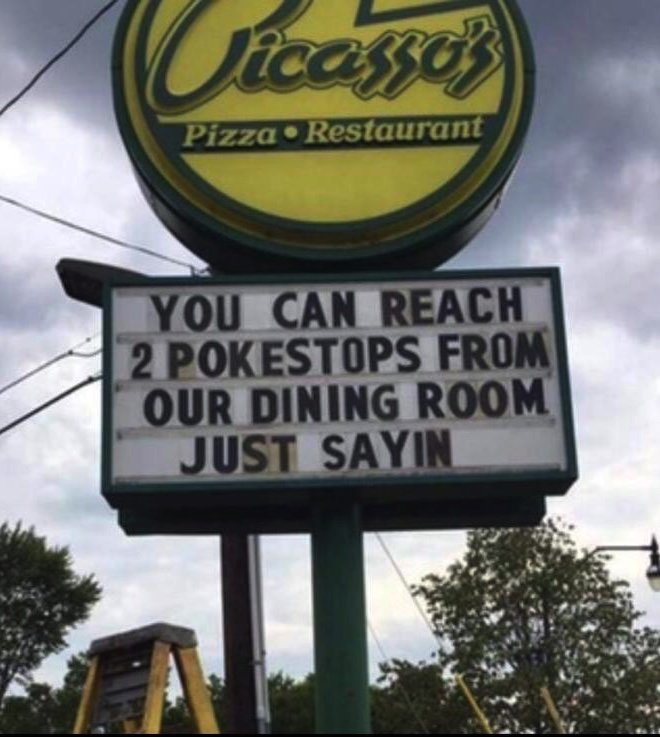 Picasso's
Pizza • Restaurant
YOU CAN REACH
2 POKESTOPS FROM
OUR DINING ROOM
JUST SAYIN